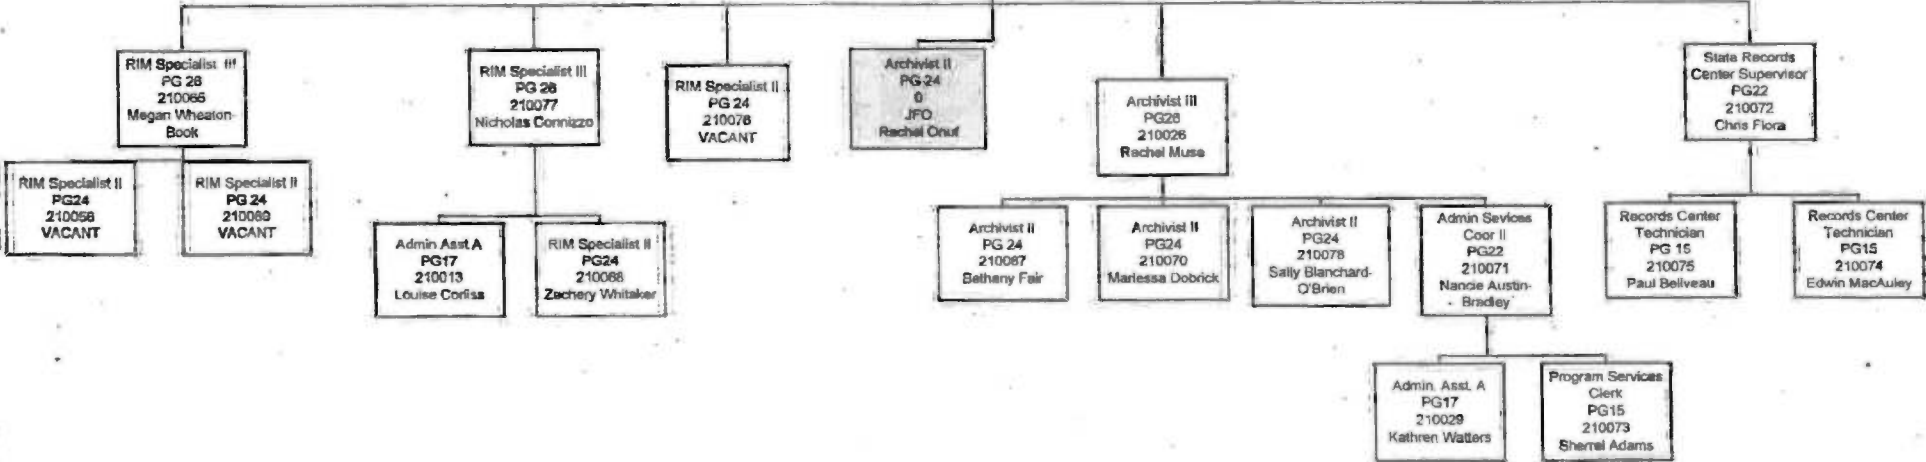 RIM Specialist III
PG 26
210065
Megan Wheaton-
Book
RIM Specialist III
PG 26
210077
Nicholas Connizzo
RIM Specialist II
PG 24
210076
VACANT
Archivist II
PG 24
0
JFO
Rachel Onuf
Archivist III
PG26
210026
Rachel Muse
State Records
Center Supervisor
PG22
210072
Chris Flora
RIM Specialist II
PG24
210056
VACANT
RIM Specialist II
PG 24
210069
VACANT
Admin Asst A
PG17
210013
Louise Corliss
RIM Specialist II
PG24
210068
Zachery Whitaker
Archivist II
PG 24
210067
Bethany Fair
Archivist II
PG24
210070
Mariessa Dobrick
Archivist II
PG24
210078
Sally Blanchard-
O'Brien
Admin Sevices
Coor II
PG22
210071
Nancie Austin-
Bradley
Records Center
Technician
PG 15
210075
Paul Beliveau
Records Center
Technician
PG15
210074
Edwin MacAuley
Admin. Asst. A
PG17
210029
Kathren Watters
Program Services
Clerk
PG15
210073
Sherrel Adams